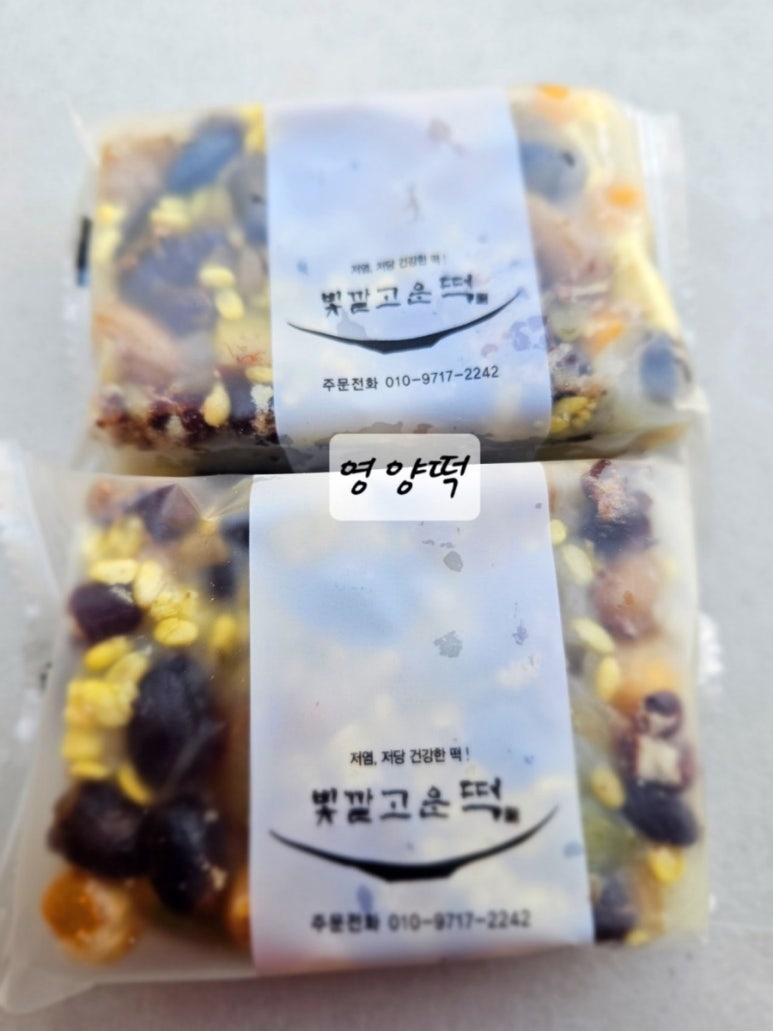 저염, 저당 건강한 떡!
빛깔고운떡
주문전화 010-9717-2242
영양떡
저염, 저당 건강한 떡!
빛깔고운떡
주문전화 010-9717-2242